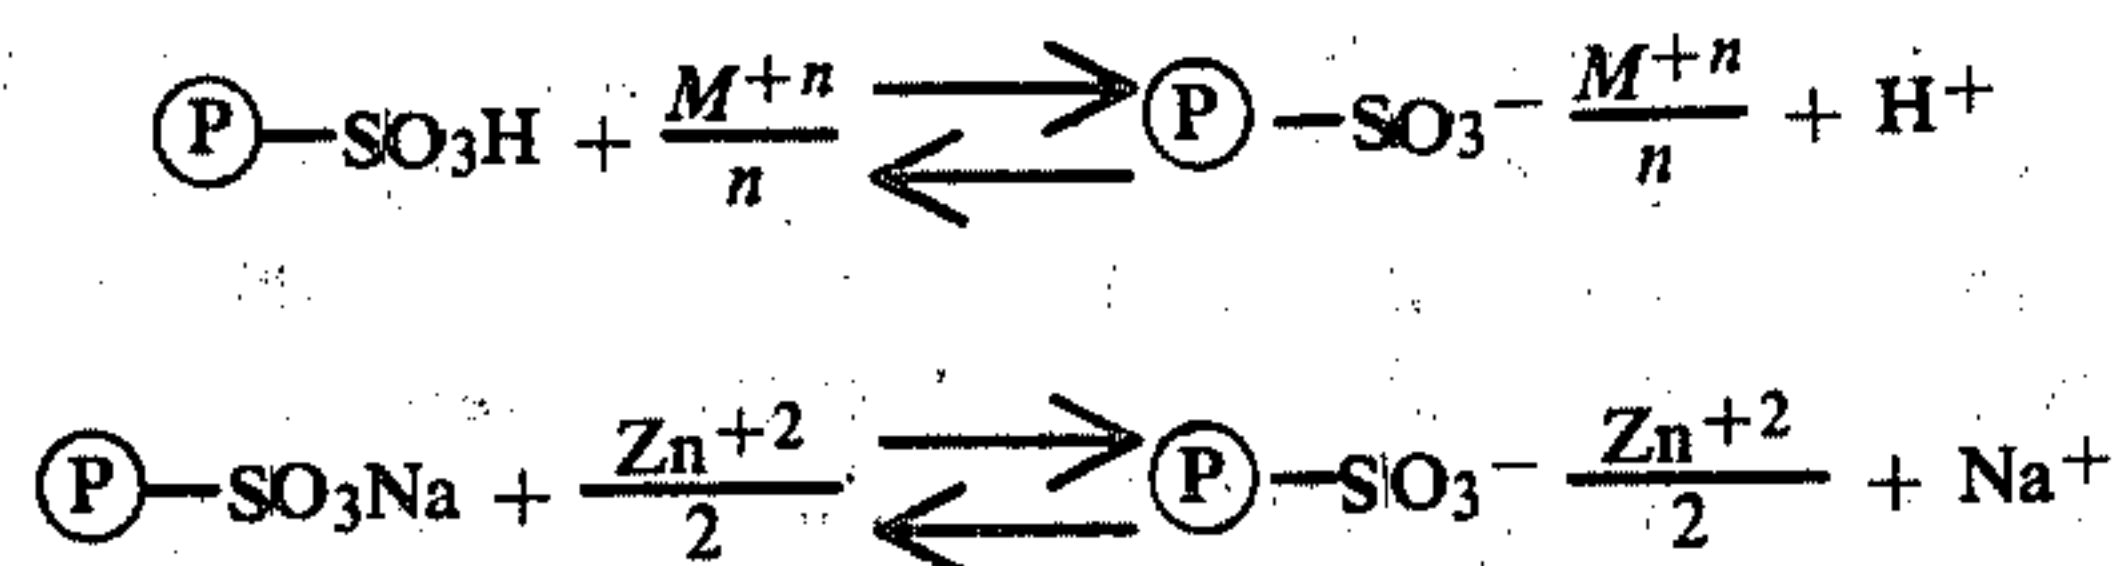 Ⓟ—SO₃H + M⁺ⁿ/n ⇌ Ⓟ—SO₃⁻ M⁺ⁿ/n + H⁺
Ⓟ—SO₃Na + Zn⁺²/2 ⇌ Ⓟ—SO₃⁻ Zn⁺²/2 + Na⁺